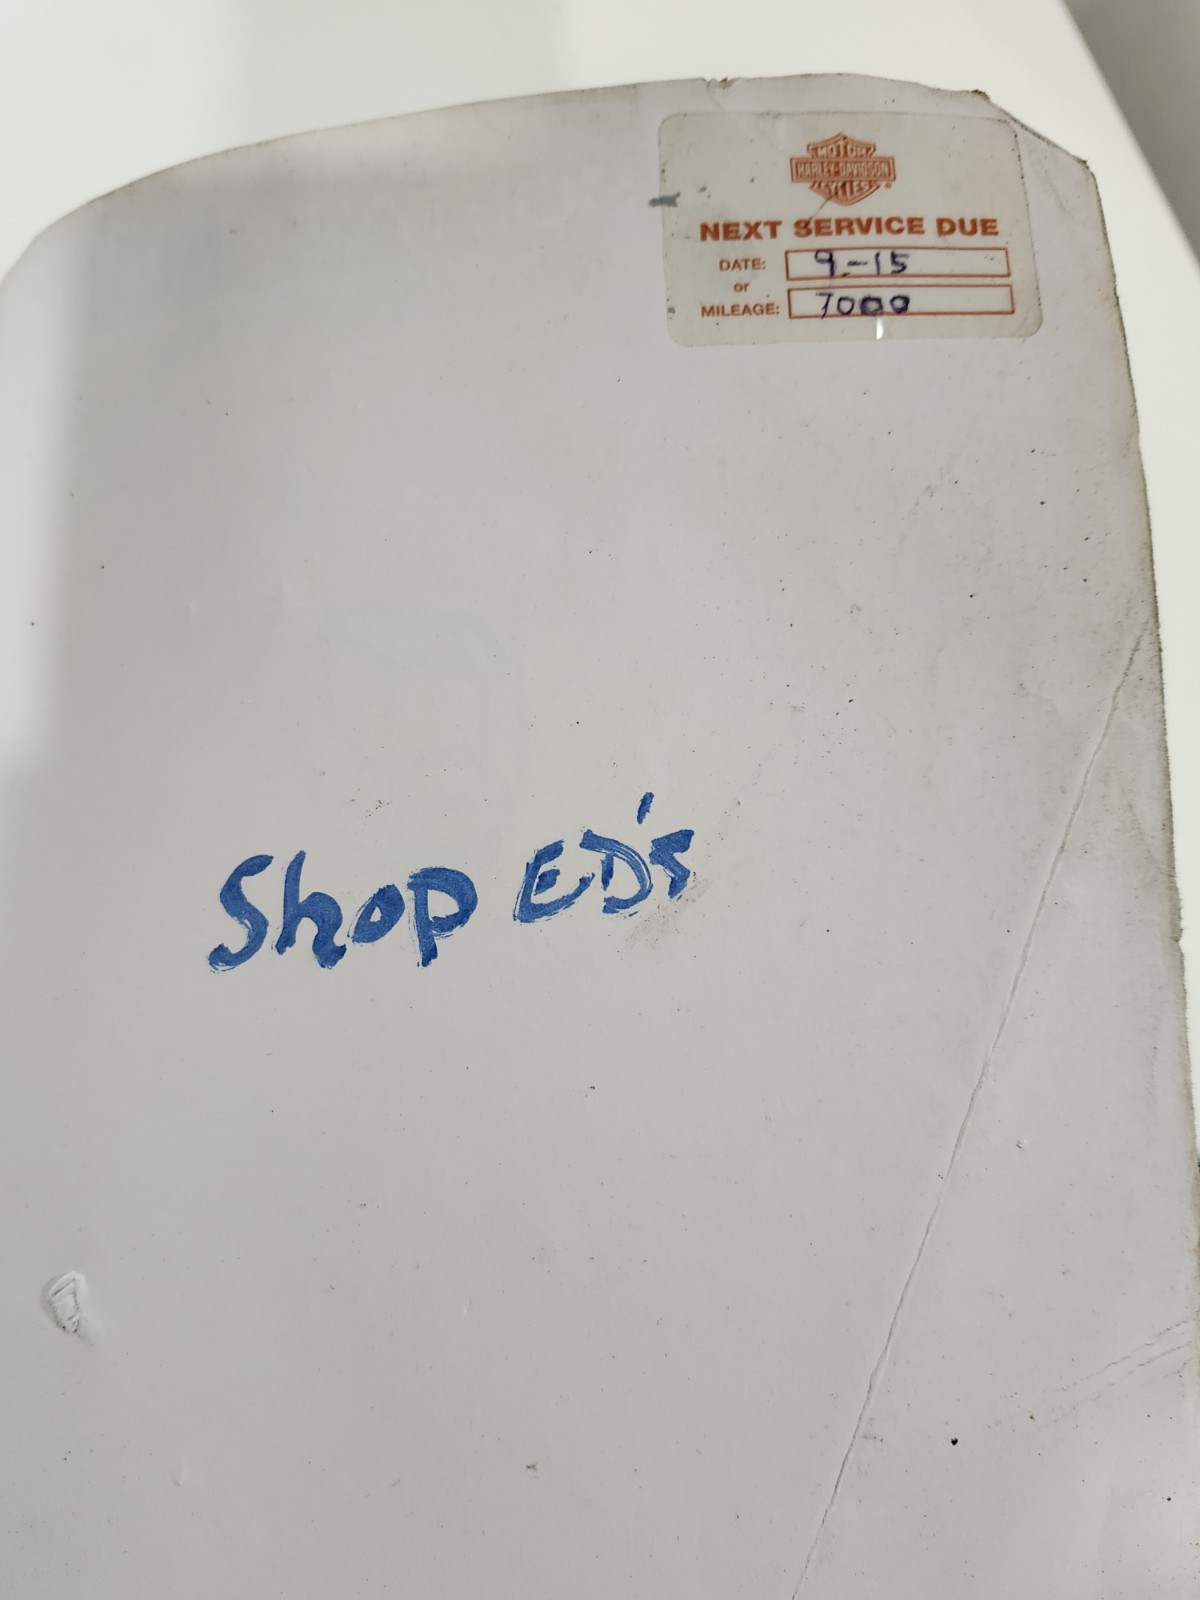 MOTOR
HARLEY-DAVIDSON
CYCLES
NEXT SERVICE DUE
DATE: 9-15
or
MILEAGE: 7000
Shop ED's